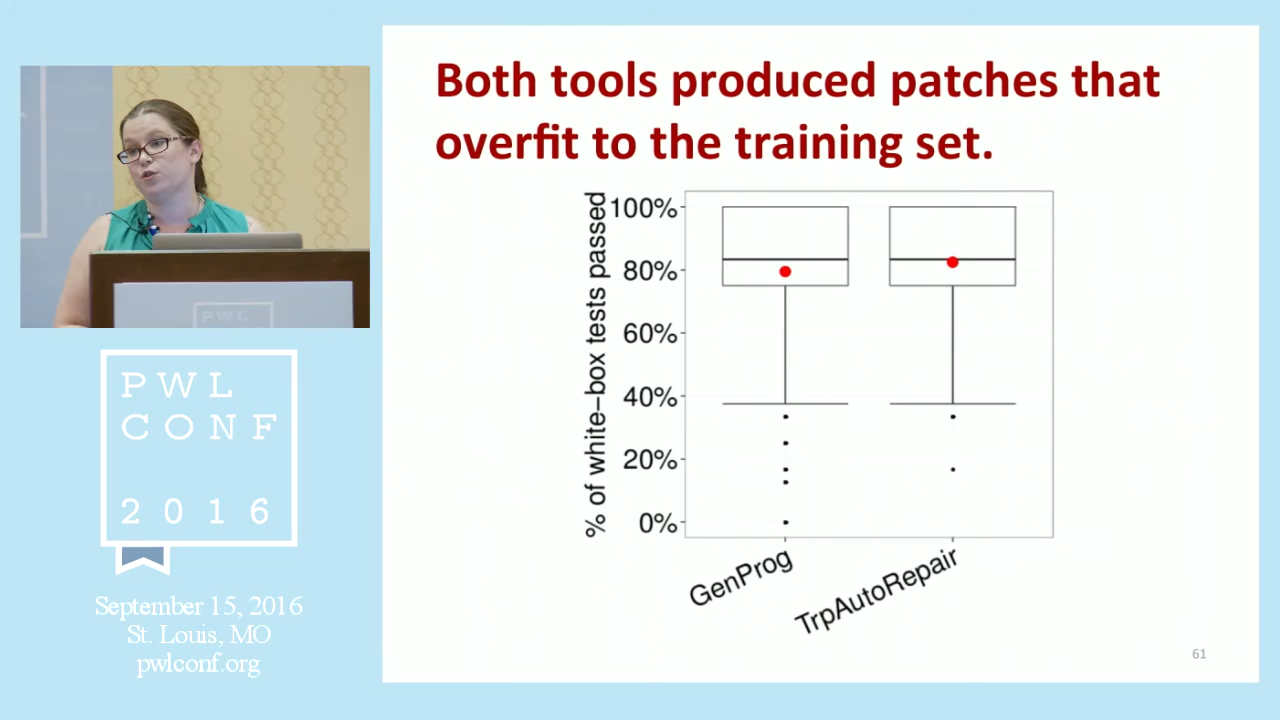 Both tools produced patches that
overfit to the training set.
% of white-box tests passed
100%
80%
60%
40%
20%
0%
GenProg
TrpAutoRepair
61
PWL
PWL
CONF
2016
September 15, 2016
St. Louis, MO
pwlconf.org